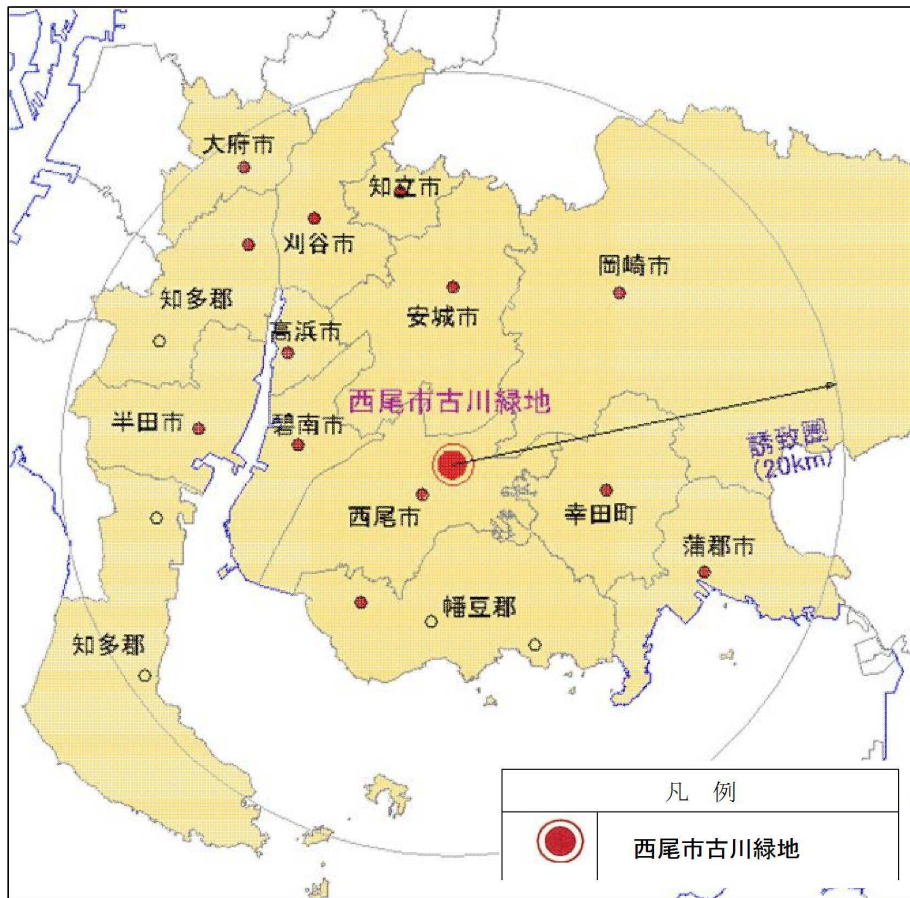 大府市
知立市
刈谷市
岡崎市
知多郡
安城市
高浜市
西尾市古川緑地
半田市
碧南市
誘致圏
(20km)
西尾市
幸田町
蒲郡市
幡豆郡
知多郡
凡 例
西尾市古川緑地